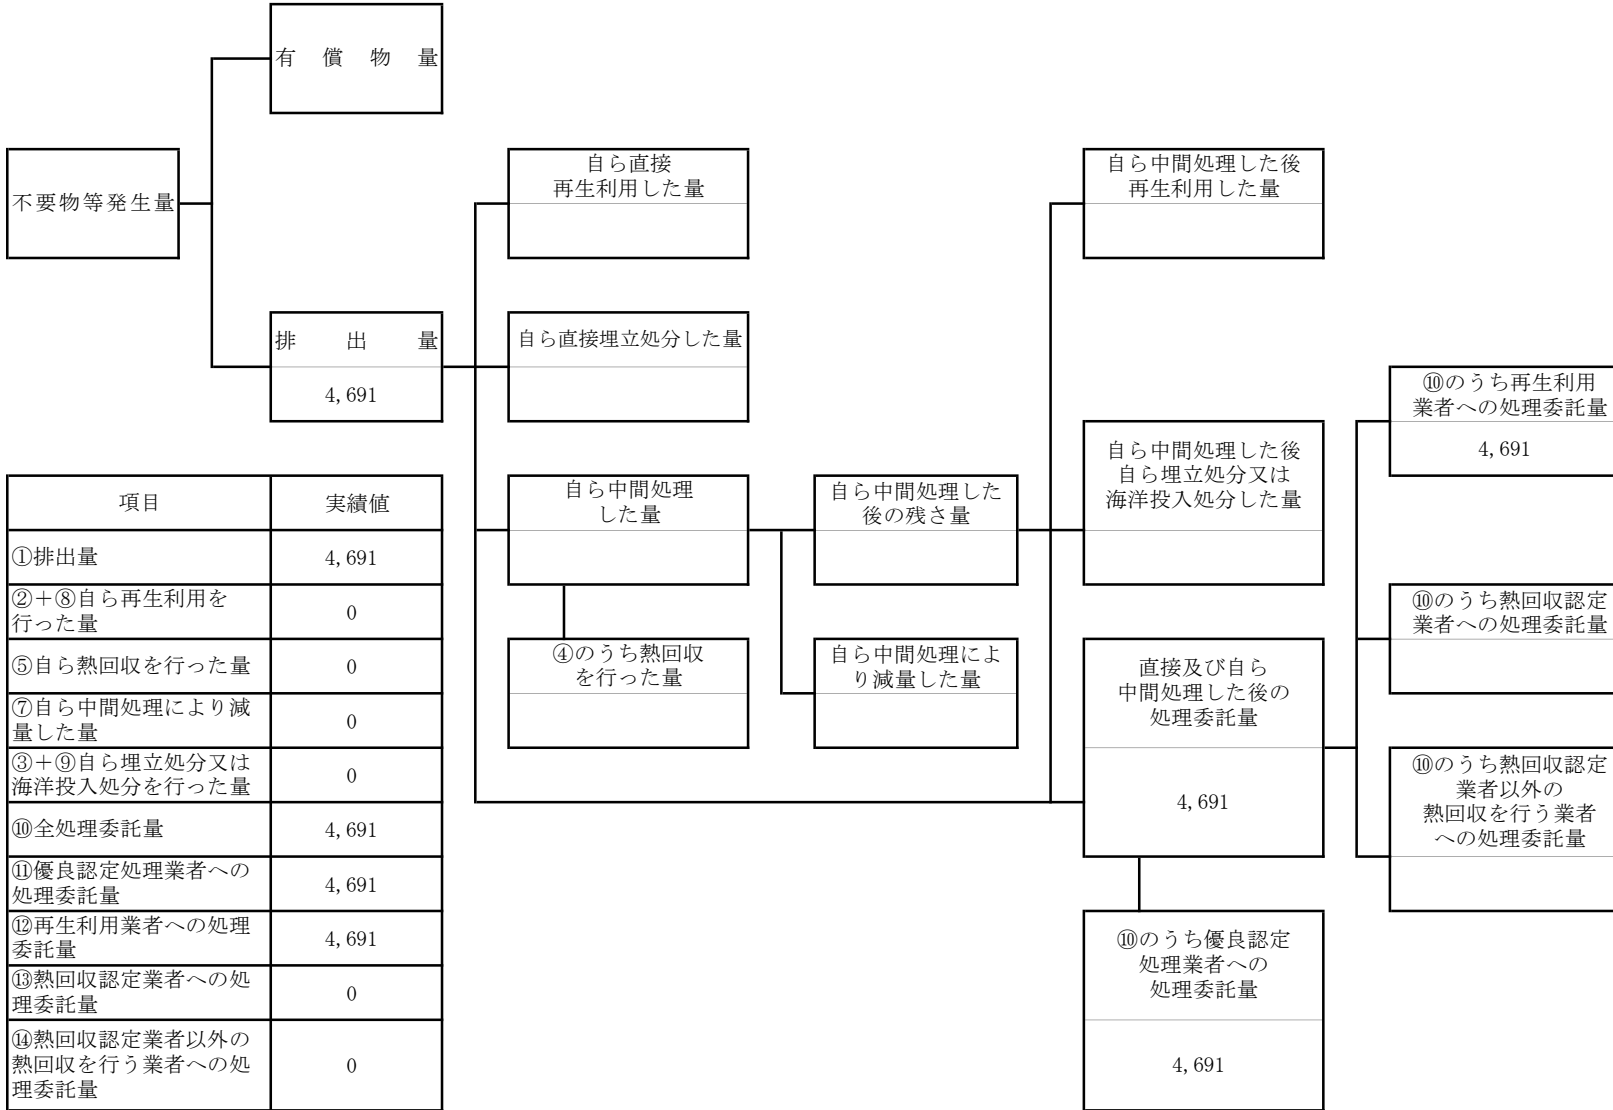 有償物量
不要物等発生量
排出量
4,691
自ら直接
再生利用した量
自ら直接埋立処分した量
自ら中間処理
した量
④のうち熱回収
を行った量
自ら中間処理した
後の残さ量
自ら中間処理によ
り減量した量
自ら中間処理した後
再生利用した量
自ら中間処理した後
自ら埋立処分又は
海洋投入処分した量
直接及び自ら
中間処理した後の
処理委託量
4,691
⑩のうち優良認定
処理業者への
処理委託量
4,691
⑩のうち再生利用
業者への処理委託量
4,691
⑩のうち熱回収認定
業者への処理委託量
⑩のうち熱回収認定
業者以外の
熱回収を行う業者
への処理委託量
項目 実績値
①排出量 4,691
②+⑧自ら再生利用を
行った量 0
⑤自ら熱回収を行った量 0
⑦自ら中間処理により減
量した量 0
③+⑨自ら埋立処分又は
海洋投入処分を行った量 0
⑩全処理委託量 4,691
⑪優良認定処理業者への
処理委託量 4,691
⑫再生利用業者への処理
委託量 4,691
⑬熱回収認定業者への処
理委託量 0
⑭熱回収認定業者以外の
熱回収を行う業者への処
理委託量 0